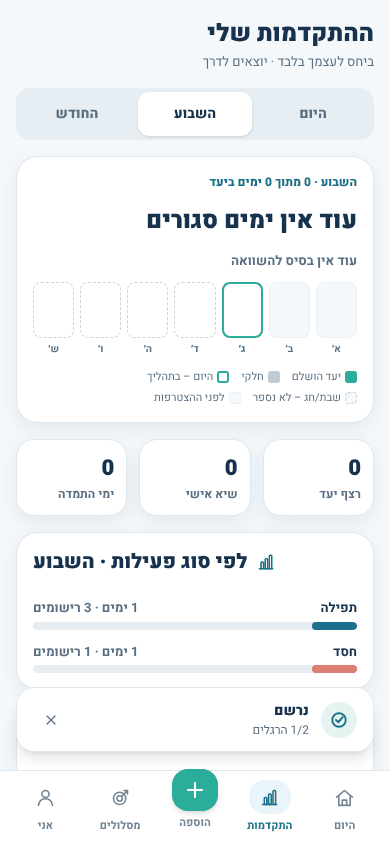 ההתקדמות שלי
ביחס לעצמך בלבד · יוצאים לדרך
היום
השבוע
החודש
השבוע · 0 מתוך 0 ימים ביעד
עוד אין ימים סגורים
עוד אין בסיס להשוואה
א׳ ב׳ ג׳ ד׳ ה׳ ו׳ ש׳
יעד הושלם חלקי היום – בתהליך
שבת/חג – לא נספר לפני ההצטרפות
0 0 0
רצף יעד שיא אישי ימי התמדה
לפי סוג פעילות · השבוע
תפילה 1 ימים · 3 רישומים
חסד 1 ימים · 1 רישומים
נרשם
1/2 הרגלים
היום התקדמות הוספה מסלולים אני